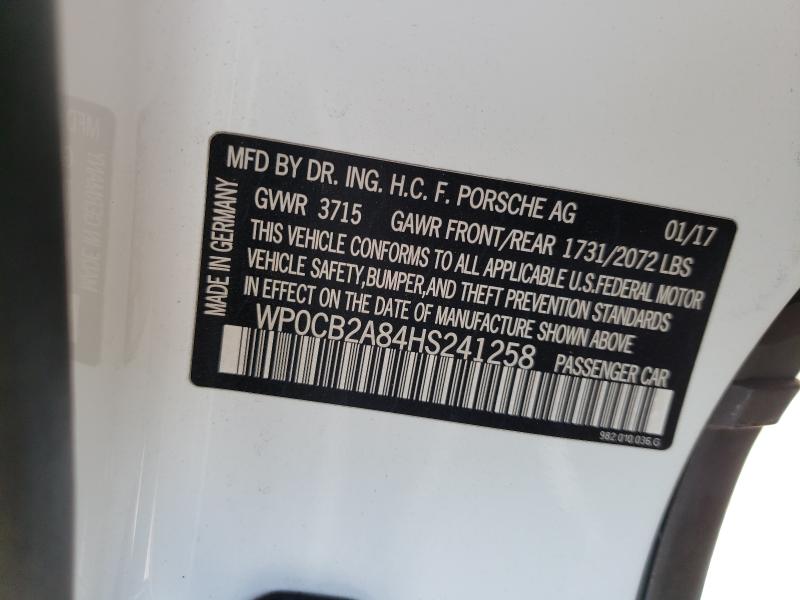 MFD BY DR. ING. H.C. F. PORSCHE AG 01/17
GVWR 3715 GAWR FRONT/REAR 1731/2072 LBS
THIS VEHICLE CONFORMS TO ALL APPLICABLE U.S.FEDERAL MOTOR
VEHICLE SAFETY,BUMPER,AND THEFT PREVENTION STANDARDS
IN EFFECT ON THE DATE OF MANUFACTURE SHOWN ABOVE
WP0CB2A84HS241258 PASSENGER CAR
982.010.036.G
MADE IN GERMANY